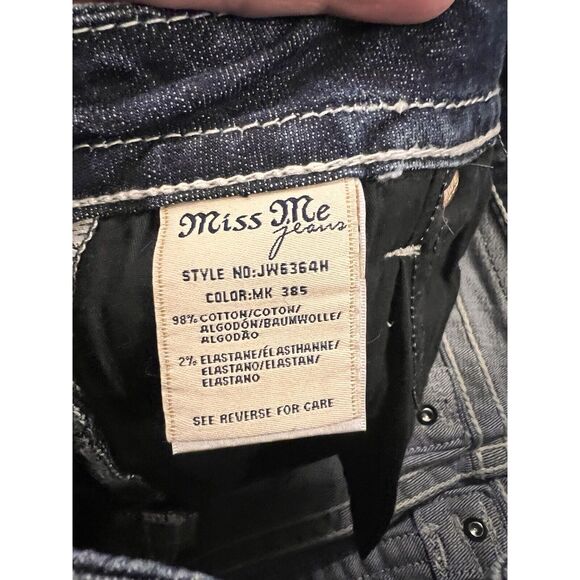 Miss Me
jeans
STYLE NO:JW6364H
COLOR:MK 385
98% COTTON/COTON/
ALGODÓN/BAUMWOLLE/
ALGODÃO
2% ELASTANE/ÉLASTHANNE/
ELASTANO/ELASTAN/
ELASTANO
SEE REVERSE FOR CARE